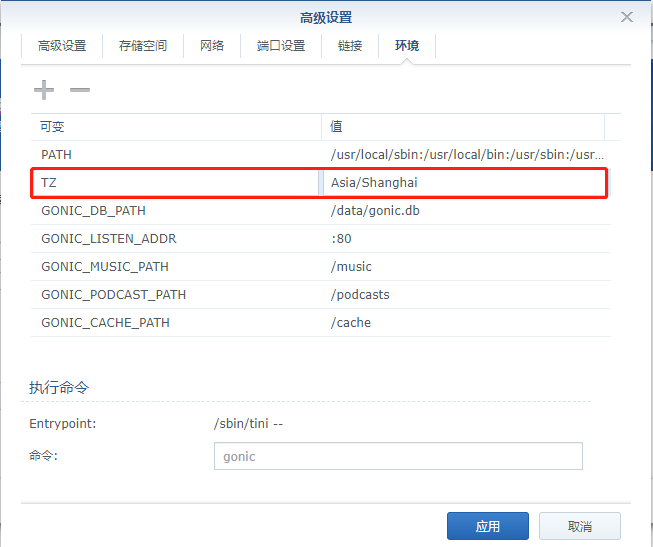 高级设置
高级设置 存储空间 网络 端口设置 链接 环境
可变 值
PATH /usr/local/sbin:/usr/local/bin:/usr/sbin:/usr...
TZ Asia/Shanghai
GONIC_DB_PATH /data/gonic.db
GONIC_LISTEN_ADDR :80
GONIC_MUSIC_PATH /music
GONIC_PODCAST_PATH /podcasts
GONIC_CACHE_PATH /cache
执行命令
Entrypoint: /sbin/tini --
命令: gonic
应用 取消